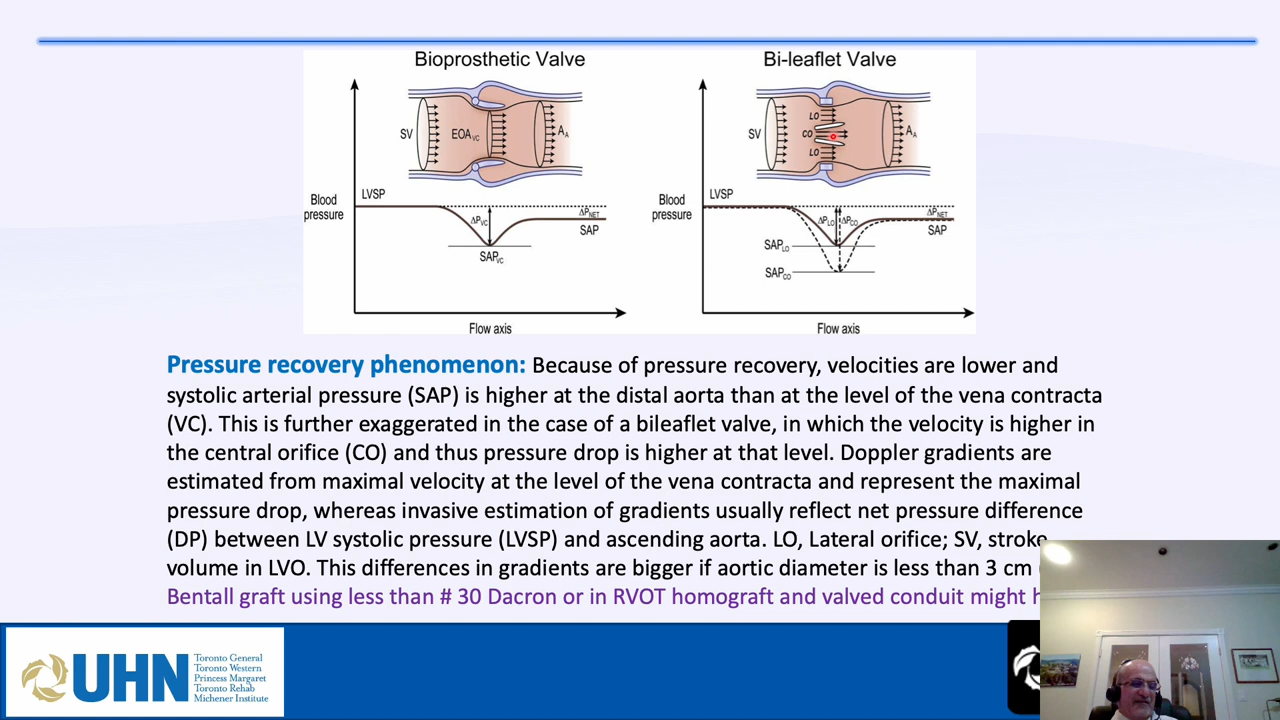 Bioprosthetic Valve
SV
EOA VC
A A
Blood pressure
LVSP
ΔP VC
ΔP NET
SAP
SAP VC
Flow axis
Bi-leaflet Valve
SV
LO
CO
LO
A A
Blood pressure
LVSP
ΔP LO
ΔP CO
ΔP NET
SAP
SAP LO
SAP CO
Flow axis
Pressure recovery phenomenon: Because of pressure recovery, velocities are lower and
systolic arterial pressure (SAP) is higher at the distal aorta than at the level of the vena contracta
(VC). This is further exaggerated in the case of a bileaflet valve, in which the velocity is higher in
the central orifice (CO) and thus pressure drop is higher at that level. Doppler gradients are
estimated from maximal velocity at the level of the vena contracta and represent the maximal
pressure drop, whereas invasive estimation of gradients usually reflect net pressure difference
(DP) between LV systolic pressure (LVSP) and ascending aorta. LO, Lateral orifice; SV, stroke
volume in LVO. This differences in gradients are bigger if aortic diameter is less than 3 cm
Bentall graft using less than # 30 Dacron or in RVOT homograft and valved conduit might
UHN
Toronto General
Toronto Western
Princess Margaret
Toronto Rehab
Michener Institute